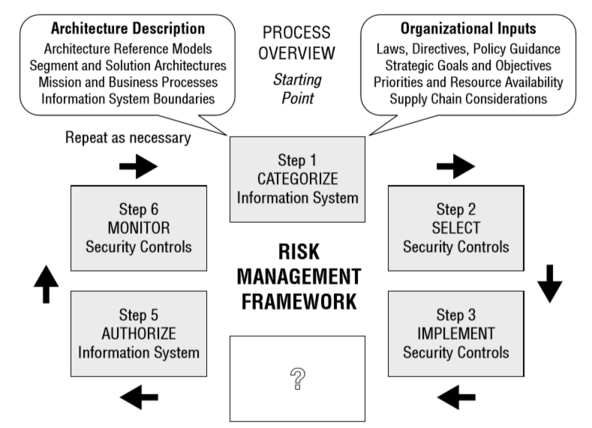 Architecture Description
Architecture Reference Models
Segment and Solution Architectures
Mission and Business Processes
Information System Boundaries
PROCESS
OVERVIEW
Starting
Point
Organizational Inputs
Laws, Directives, Policy Guidance
Strategic Goals and Objectives
Priorities and Resource Availability
Supply Chain Considerations
Repeat as necessary
Step 1
CATEGORIZE
Information System
Step 2
SELECT
Security Controls
Step 3
IMPLEMENT
Security Controls
?
Step 5
AUTHORIZE
Information System
Step 6
MONITOR
Security Controls
RISK
MANAGEMENT
FRAMEWORK